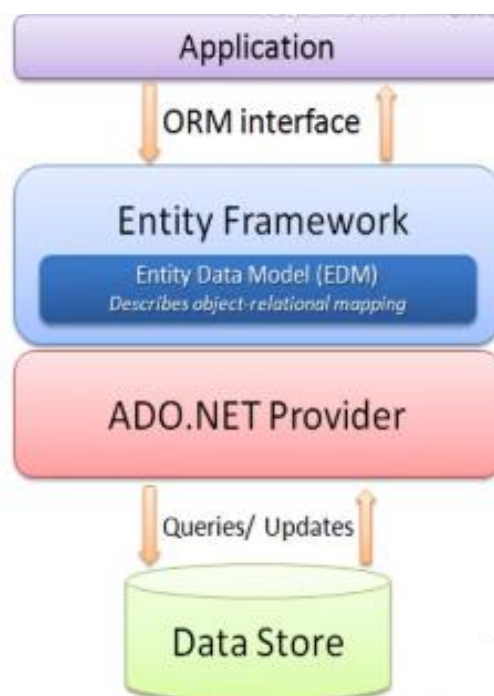 Application
ORM interface
Entity Framework
Entity Data Model (EDM)
Describes object-relational mapping
ADO.NET Provider
Queries/ Updates
Data Store